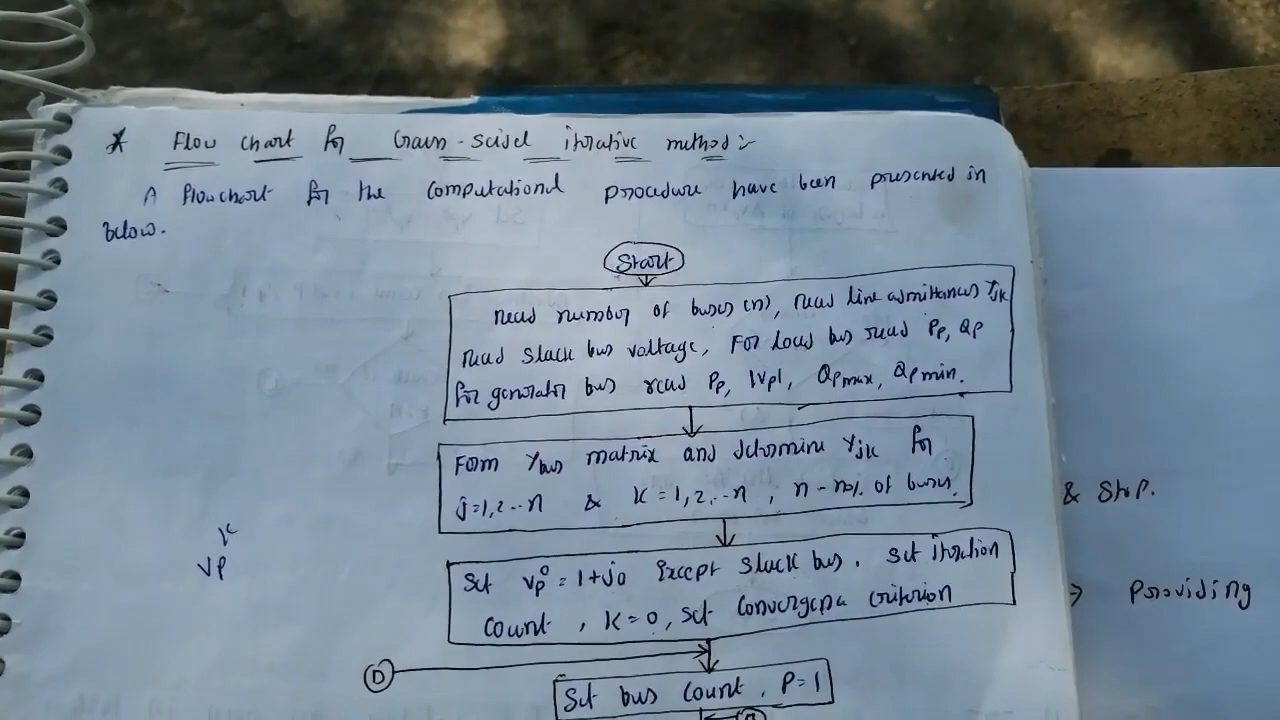 * Flow chart for Gauss-Seisel iterative method :-
A flowchart for the computational procedure have been presented in
below.
Start
read number of buses (n), read line admittances Yjk
read slack bus voltage, For load bus read Pp, Qp
for generator bus read Pp, |Vp|, Qpmax, Qpmin.
Form Ybus matrix and determine Yjk for
j=1,2...n & K=1,2,..n, n-no/. of buses.
& Stop.
Vp^K
Set Vp^0 = 1+j0 Except slack bus. Set iteration
count, K=0, set Convergence criterion
→ Providing
D
Set bus count, P=1